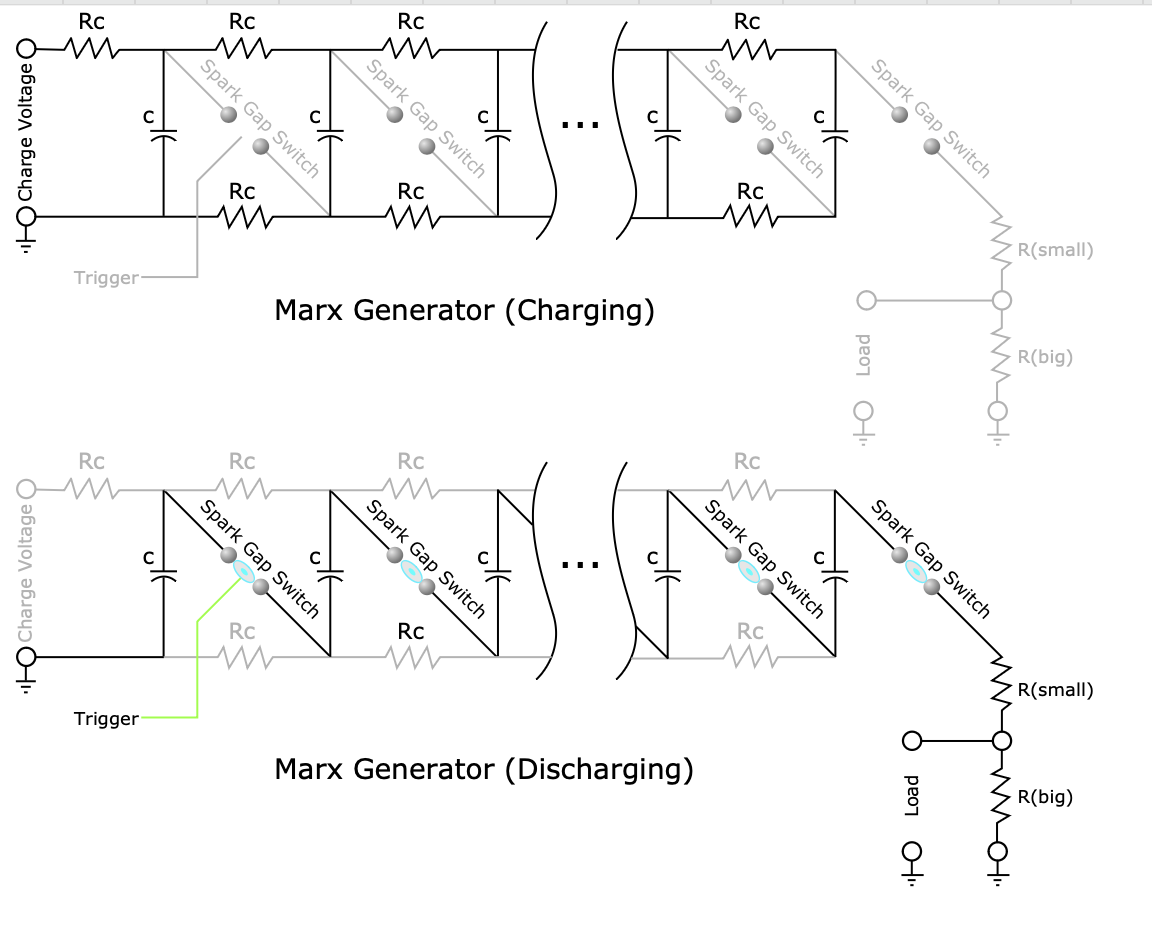 Rc Rc Rc Rc
Charge Voltage
Spark Gap Switch
Spark Gap Switch
Spark Gap Switch
Spark Gap Switch
c c c ... c c
Rc Rc Rc
Trigger
R(small)
Marx Generator (Charging)
Load
R(big)
Rc Rc Rc Rc
Charge Voltage
Spark Gap Switch
Spark Gap Switch
Spark Gap Switch
Spark Gap Switch
c c c ... c c
Rc Rc Rc
Trigger
R(small)
Marx Generator (Discharging)
Load
R(big)